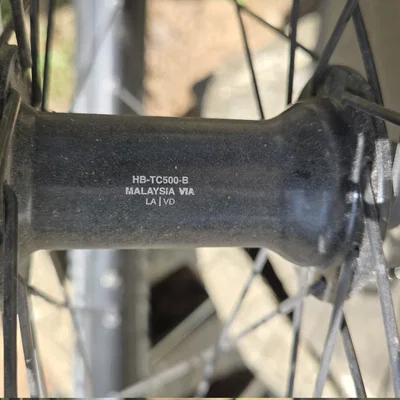 HB-TC500-B
MALAYSIA VIA
LA | VD